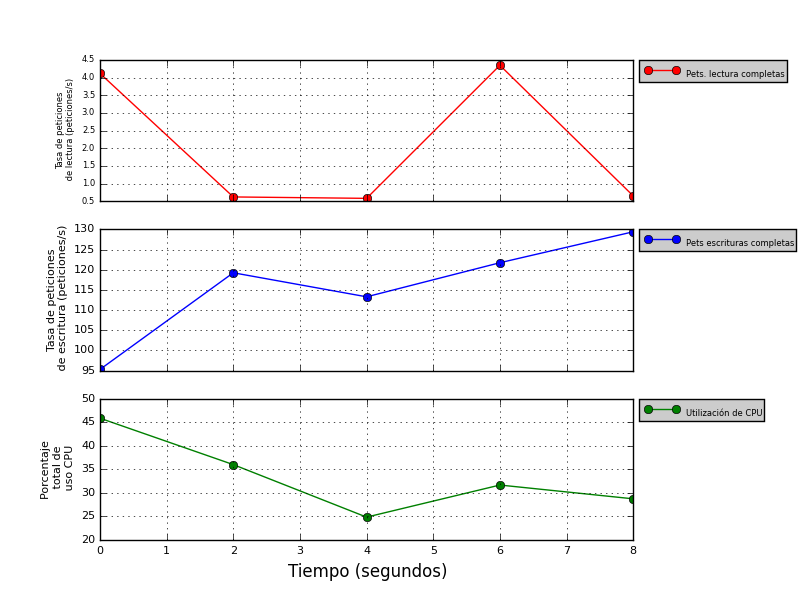 4.5
4.0
3.5
3.0
2.5
2.0
1.5
1.0
0.5
Tasa de peticiones
de lectura (peticiones/s)
Pets. lectura completas
130
125
120
115
110
105
100
95
Tasa de peticiones
de escritura (peticiones/s)
Pets escrituras completas
50
45
40
35
30
25
20
Porcentaje
total de
uso CPU
Utilización de CPU
0 1 2 3 4 5 6 7 8
Tiempo (segundos)